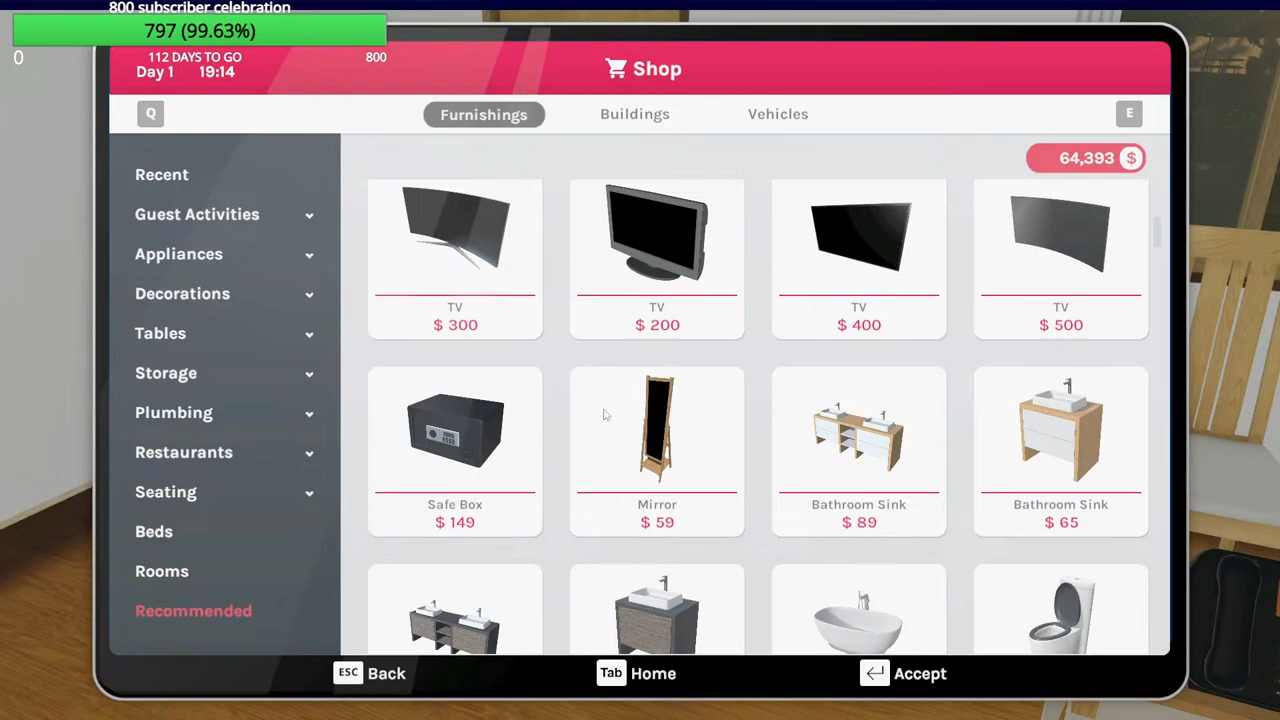 800 subscriber celebration
797 (99.63%)
0
112 DAYS TO GO
800
Day 1 19:14
Shop
Q
Furnishings
Buildings
Vehicles
E
64,393 $
Recent
Guest Activities
Appliances
Decorations
Tables
Storage
Plumbing
Restaurants
Seating
Beds
Rooms
Recommended
TV
$ 300
TV
$ 200
TV
$ 400
TV
$ 500
Safe Box
$ 149
Mirror
$ 59
Bathroom Sink
$ 89
Bathroom Sink
$ 65
ESC Back
Tab Home
Accept